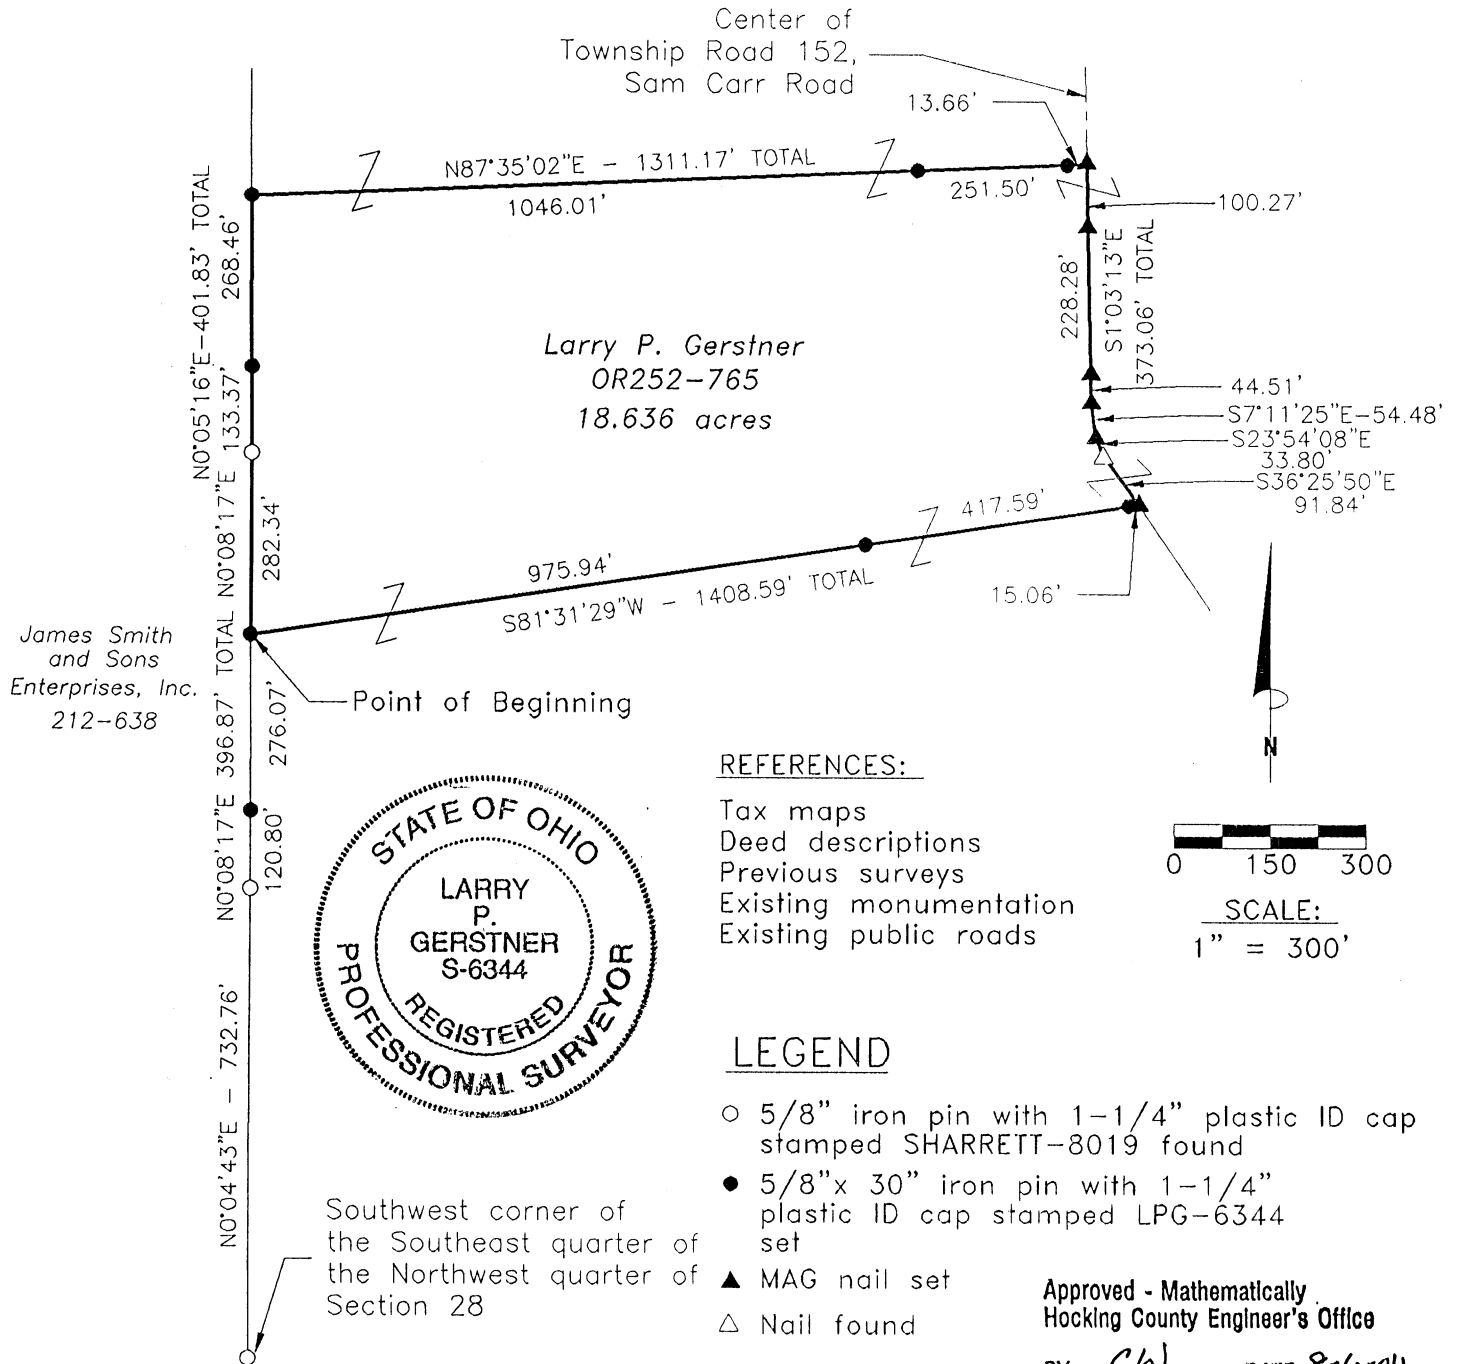 Center of
Township Road 152,
Sam Carr Road
13.66'
N87°35'02"E - 1311.17' TOTAL
1046.01'
251.50'
100.27'
N0°05'16"E-401.83' TOTAL
268.46'
133.37'
228.28'
S1°03'13"E
373.06' TOTAL
Larry P. Gerstner
OR252-765
18.636 acres
44.51'
S7°11'25"E-54.48'
S23°54'08"E
33.80'
S36°25'50"E
91.84'
417.59'
975.94'
S81°31'29"W - 1408.59' TOTAL
15.06'
N0°08'17"E
282.34'
James Smith
and Sons
Enterprises, Inc.
212-638
Point of Beginning
N0°08'17"E 396.87' TOTAL
276.07'
120.80'
N
REFERENCES:
Tax maps
Deed descriptions
Previous surveys
Existing monumentation
Existing public roads
0 150 300
SCALE:
1" = 300'
STATE OF OHIO
LARRY
P.
GERSTNER
S-6344
REGISTERED
PROFESSIONAL SURVEYOR
N0°04'43"E - 732.76'
LEGEND
5/8" iron pin with 1-1/4" plastic ID cap
stamped SHARRETT-8019 found
5/8"x 30" iron pin with 1-1/4"
plastic ID cap stamped LPG-6344
set
MAG nail set
Nail found
Southwest corner of
the Southeast quarter of
the Northwest quarter of
Section 28
Approved - Mathematically
Hocking County Engineer's Office